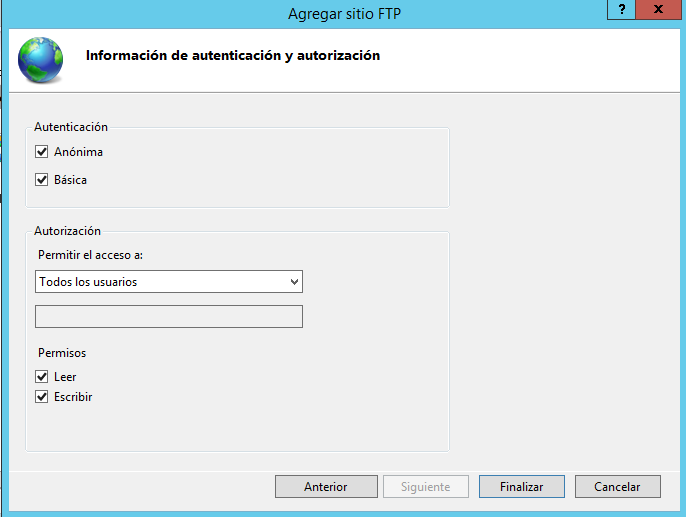 Agregar sitio FTP
? x
Información de autenticación y autorización
Autenticación
Anónima
Básica
Autorización
Permitir el acceso a:
Todos los usuarios
Permisos
Leer
Escribir
Anterior Siguiente Finalizar Cancelar